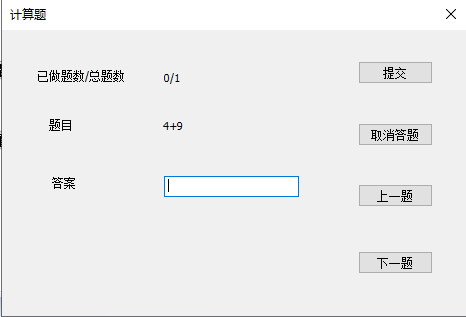 计算题
已做题数/总题数 0/1
提交
题目 4+9
取消答题
答案
上一题
下一题